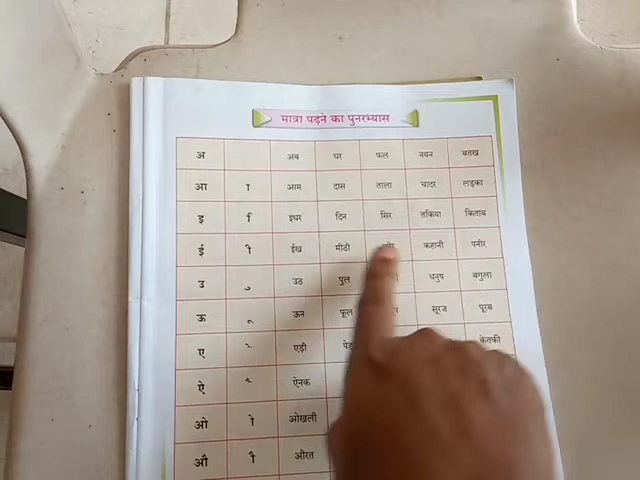 मात्रा पढ़ने का पुनरभ्यास
अ अब घर फल नयन बतख
आ ा आम दास ताला चादर लड़का
इ ि इधर दिन सिर तकिया किताब
ई ी ईख मीठी कहानी पनीर
उ ु उठ पुल धनुष बगुला
ऊ ू ऊन फूल सूरज पूरब
ए े एड़ी केतकी
ऐ ै ऐनक
ओ ो ओखली
औ ौ औरत